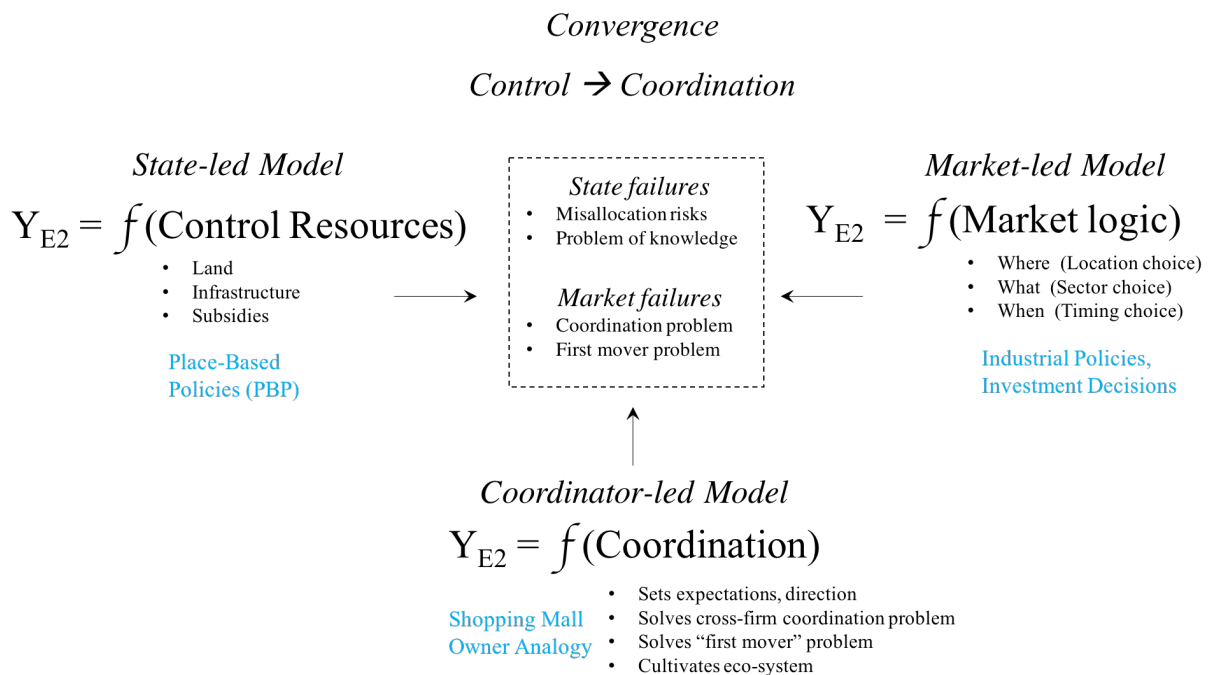 Convergence
Control → Coordination
State-led Model
Y_E2 = f(Control Resources)
• Land
• Infrastructure
• Subsidies
Place-Based
Policies (PBP)
State failures
• Misallocation risks
• Problem of knowledge
Market failures
• Coordination problem
• First mover problem
Market-led Model
Y_E2 = f(Market logic)
• Where (Location choice)
• What (Sector choice)
• When (Timing choice)
Industrial Policies,
Investment Decisions
Coordinator-led Model
Y_E2 = f(Coordination)
Shopping Mall
Owner Analogy
• Sets expectations, direction
• Solves cross-firm coordination problem
• Solves “first mover” problem
• Cultivates eco-system